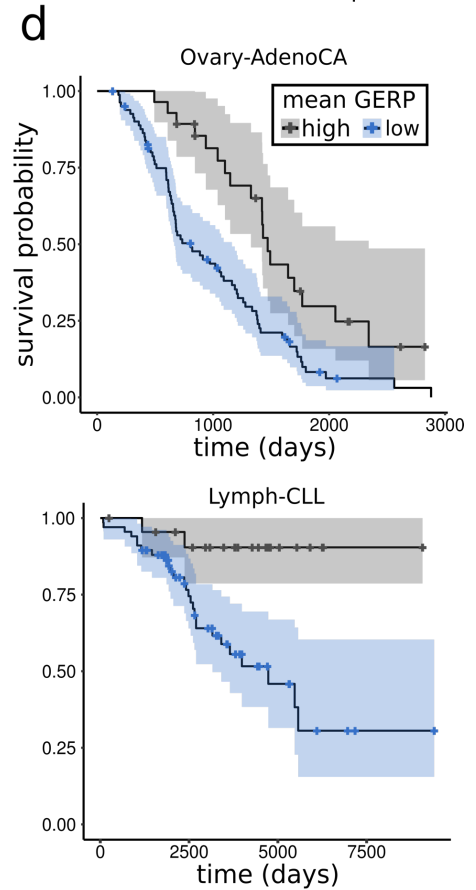 d
Ovary-AdenoCA
mean GERP
high low
1.00
0.75
0.50
0.25
0.00
survival probability
0 1000 2000 3000
time (days)
Lymph-CLL
1.00
0.75
0.50
0.25
0.00
0 2500 5000 7500
time (days)